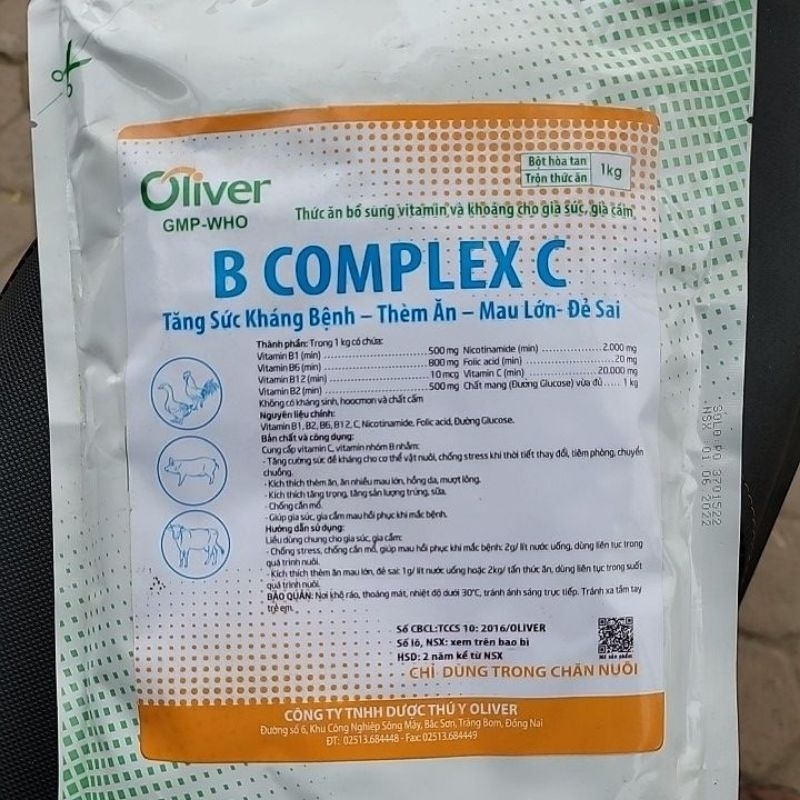 Oliver
GMP-WHO
Bột hòa tan
Trộn thức ăn
1kg
Thức ăn bổ sung vitamin và khoáng cho gia súc, gia cầm
B COMPLEX C
Tăng Sức Kháng Bệnh – Thèm Ăn – Mau Lớn- Đẻ Sai
Thành phần: Trong 1 kg có chứa:
Vitamin B1 (min) 500 mg Nicotinamide (min) 2.000 mg
Vitamin B6 (min) 800 mg Folic acid (min) 20 mg
Vitamin B12 (min) 10 mcg Vitamin C (min) 20.000 mg
Vitamin B2 (min) 500 mg Chất mang (Đường Glucose) vừa đủ 1 kg
Không có kháng sinh, hoocmon và chất cấm
Nguyên liệu chính:
Vitamin B1, B2, B6, B12, C, Nicotinamide, Folic acid, Đường Glucose.
Bản chất và công dụng:
Cung cấp vitamin C, vitamin nhóm B nhằm:
- Tăng cường sức đề kháng cho cơ thể vật nuôi, chống stress khi thời tiết thay đổi, tiêm phòng, chuyển
chuồng.
- Kích thích thèm ăn, ăn nhiều mau lớn, hồng da, mượt lông.
- Kích thích tăng trọng, tăng sản lượng trứng, sữa.
- Chống cắn mổ.
- Giúp gia súc, gia cầm mau hồi phục khi mắc bệnh.
Hướng dẫn sử dụng:
Liều dùng chung cho gia súc, gia cầm:
- Chống stress, chống cắn mổ, giúp mau hồi phục khi mắc bệnh: 2g/ lít nước uống, dùng liên tục trong
quá trình nuôi.
- Kích thích thèm ăn mau lớn, đẻ sai: 1g/ lít nước uống hoặc 2kg/ tấn thức ăn, dùng liên tục trong suốt
quá trình nuôi.
BẢO QUẢN: Nơi khô ráo, thoáng mát, nhiệt độ dưới 30°C, tránh ánh sáng trực tiếp. Tránh xa tầm tay
trẻ em.
Số CBCL:TCCS 10: 2016/OLIVER
Số lô, NSX: xem trên bao bì
HSD: 2 năm kể từ NSX
Mã sản phẩm
CHỈ DÙNG TRONG CHĂN NUÔI
CÔNG TY TNHH DƯỢC THÚ Y OLIVER
Đường số 6, Khu Công Nghiệp Sông Mây, Bắc Sơn, Trảng Bom, Đồng Nai
ĐT: 02513.684448 - Fax: 02513.684449
SOLO PO 3701522
NSX 01 06 2022